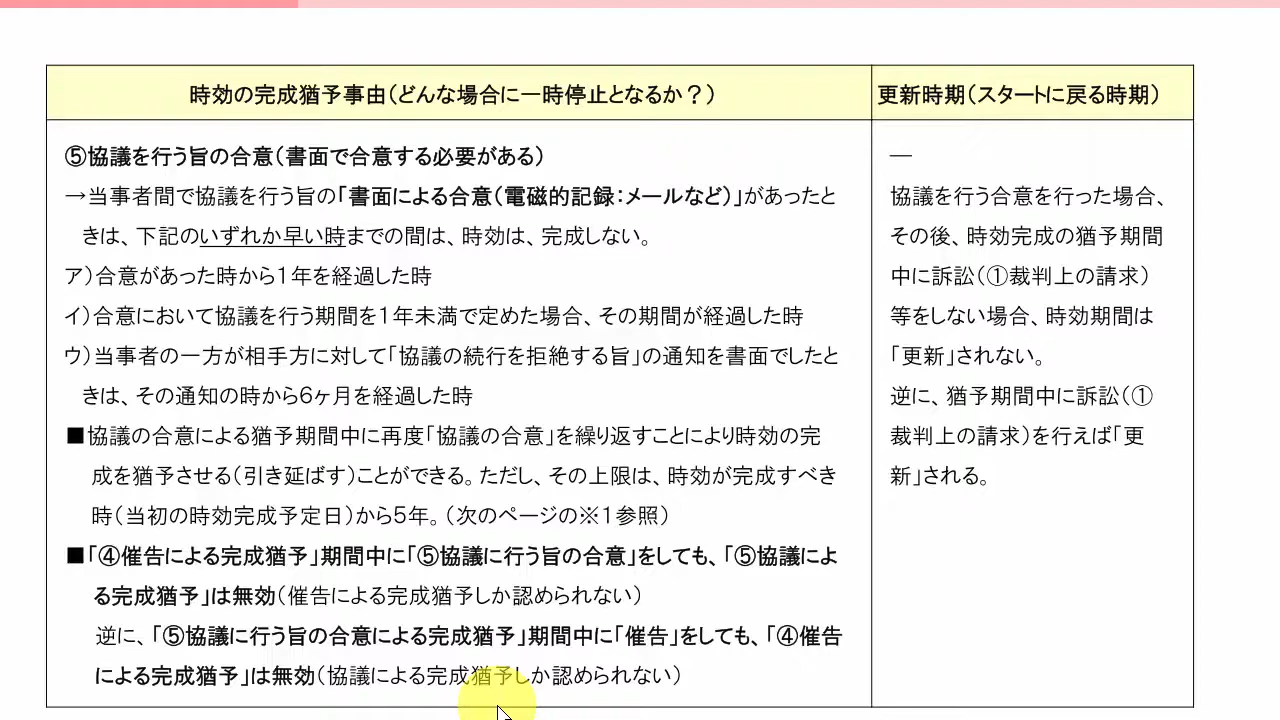 時効の完成猶予事由（どんな場合に一時停止となるか？）
更新時期（スタートに戻る時期）
⑤協議を行う旨の合意（書面で合意する必要がある）
→当事者間で協議を行う旨の「書面による合意（電磁的記録：メールなど）」があったと
きは、下記のいずれか早い時までの間は、時効は、完成しない。
ア）合意があった時から１年を経過した時
イ）合意において協議を行う期間を１年未満で定めた場合、その期間が経過した時
ウ）当事者の一方が相手方に対して「協議の続行を拒絶する旨」の通知を書面でしたと
きは、その通知の時から６ヶ月を経過した時
■協議の合意による猶予期間中に再度「協議の合意」を繰り返すことにより時効の完
成を猶予させる（引き延ばす）ことができる。ただし、その上限は、時効が完成すべき
時（当初の時効完成予定日）から５年。（次のページの※１参照）
■「④催告による完成猶予」期間中に「⑤協議に行う旨の合意」をしても、「⑤協議によ
る完成猶予」は無効（催告による完成猶予しか認められない）
逆に、「⑤協議に行う旨の合意による完成猶予」期間中に「催告」をしても、「④催告
による完成猶予」は無効（協議による完成猶予しか認められない）
―
協議を行う合意を行った場合、
その後、時効完成の猶予期間
中に訴訟（①裁判上の請求）
等をしない場合、時効期間は
「更新」されない。
逆に、猶予期間中に訴訟（①
裁判上の請求）を行えば「更
新」される。